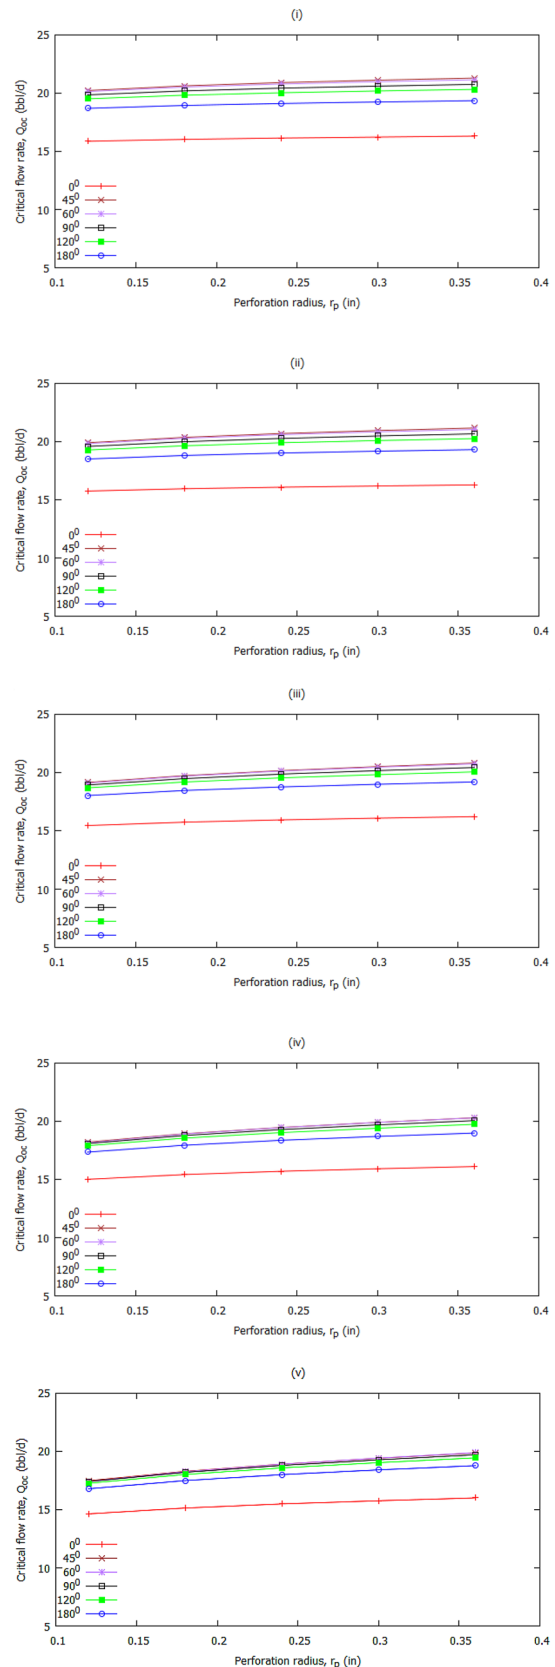 (i)
25
20
15
10
5
Critical flow rate, Qoc (bbl/d)
0⁰
45⁰
60⁰
90⁰
120⁰
180⁰
0.1 0.15 0.2 0.25 0.3 0.35 0.4
Perforation radius, rp (in)
(ii)
25
20
15
10
5
Critical flow rate, Qoc (bbl/d)
0⁰
45⁰
60⁰
90⁰
120⁰
180⁰
0.1 0.15 0.2 0.25 0.3 0.35 0.4
Perforation radius, rp (in)
(iii)
25
20
15
10
5
Critical flow rate, Qoc (bbl/d)
0⁰
45⁰
60⁰
90⁰
120⁰
180⁰
0.1 0.15 0.2 0.25 0.3 0.35 0.4
Perforation radius, rp (in)
(iv)
25
20
15
10
5
Critical flow rate, Qoc (bbl/d)
0⁰
45⁰
60⁰
90⁰
120⁰
180⁰
0.1 0.15 0.2 0.25 0.3 0.35 0.4
Perforation radius, rp (in)
(v)
25
20
15
10
5
Critical flow rate, Qoc (bbl/d)
0⁰
45⁰
60⁰
90⁰
120⁰
180⁰
0.1 0.15 0.2 0.25 0.3 0.35 0.4
Perforation radius, rp (in)